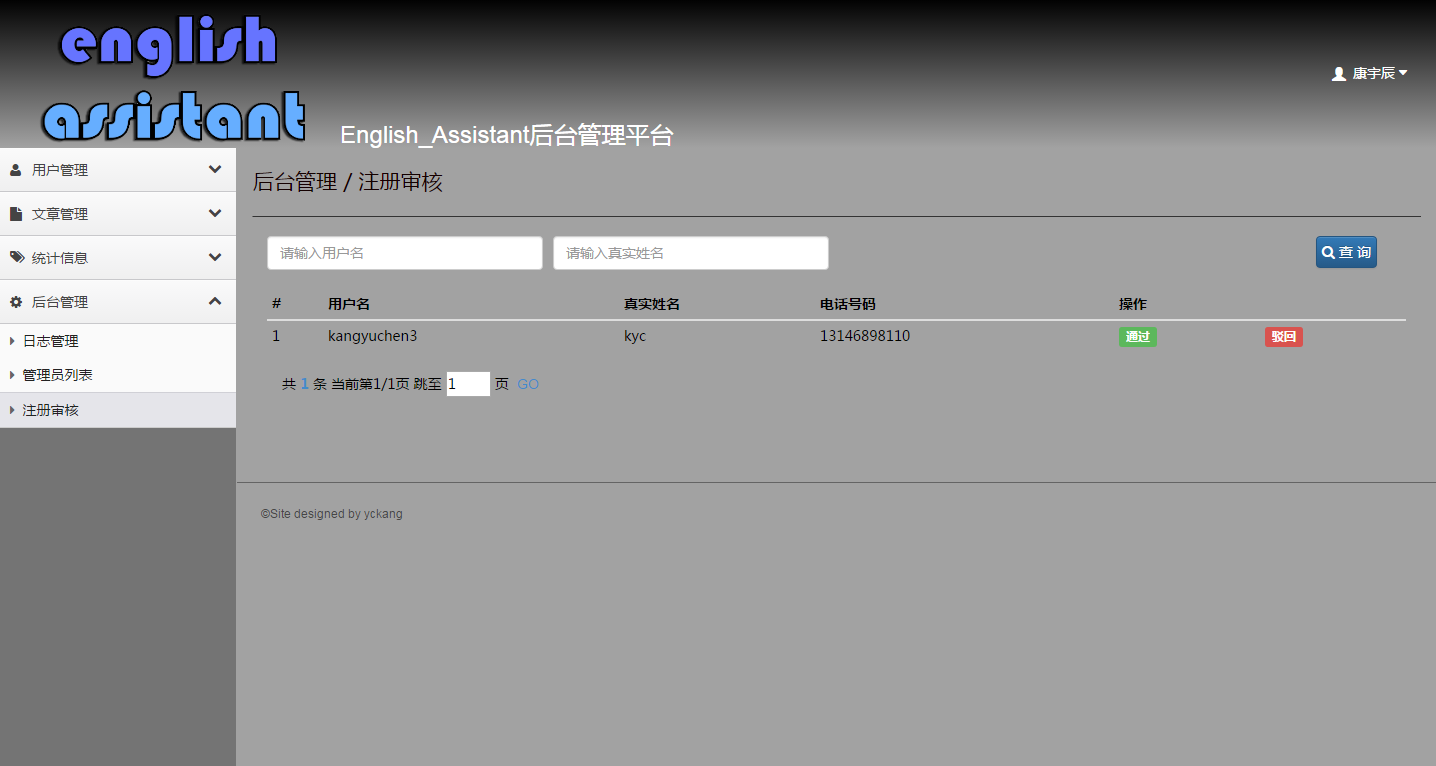 english
assistant
English_Assistant后台管理平台
康宇辰
用户管理
文章管理
统计信息
后台管理
日志管理
管理员列表
注册审核
后台管理 / 注册审核
请输入用户名 请输入真实姓名 查 询
# 用户名 真实姓名 电话号码 操作
1 kangyuchen3 kyc 13146898110 通过 驳回
共 1 条 当前第1/1页 跳至 1 页 GO
©Site designed by yckang